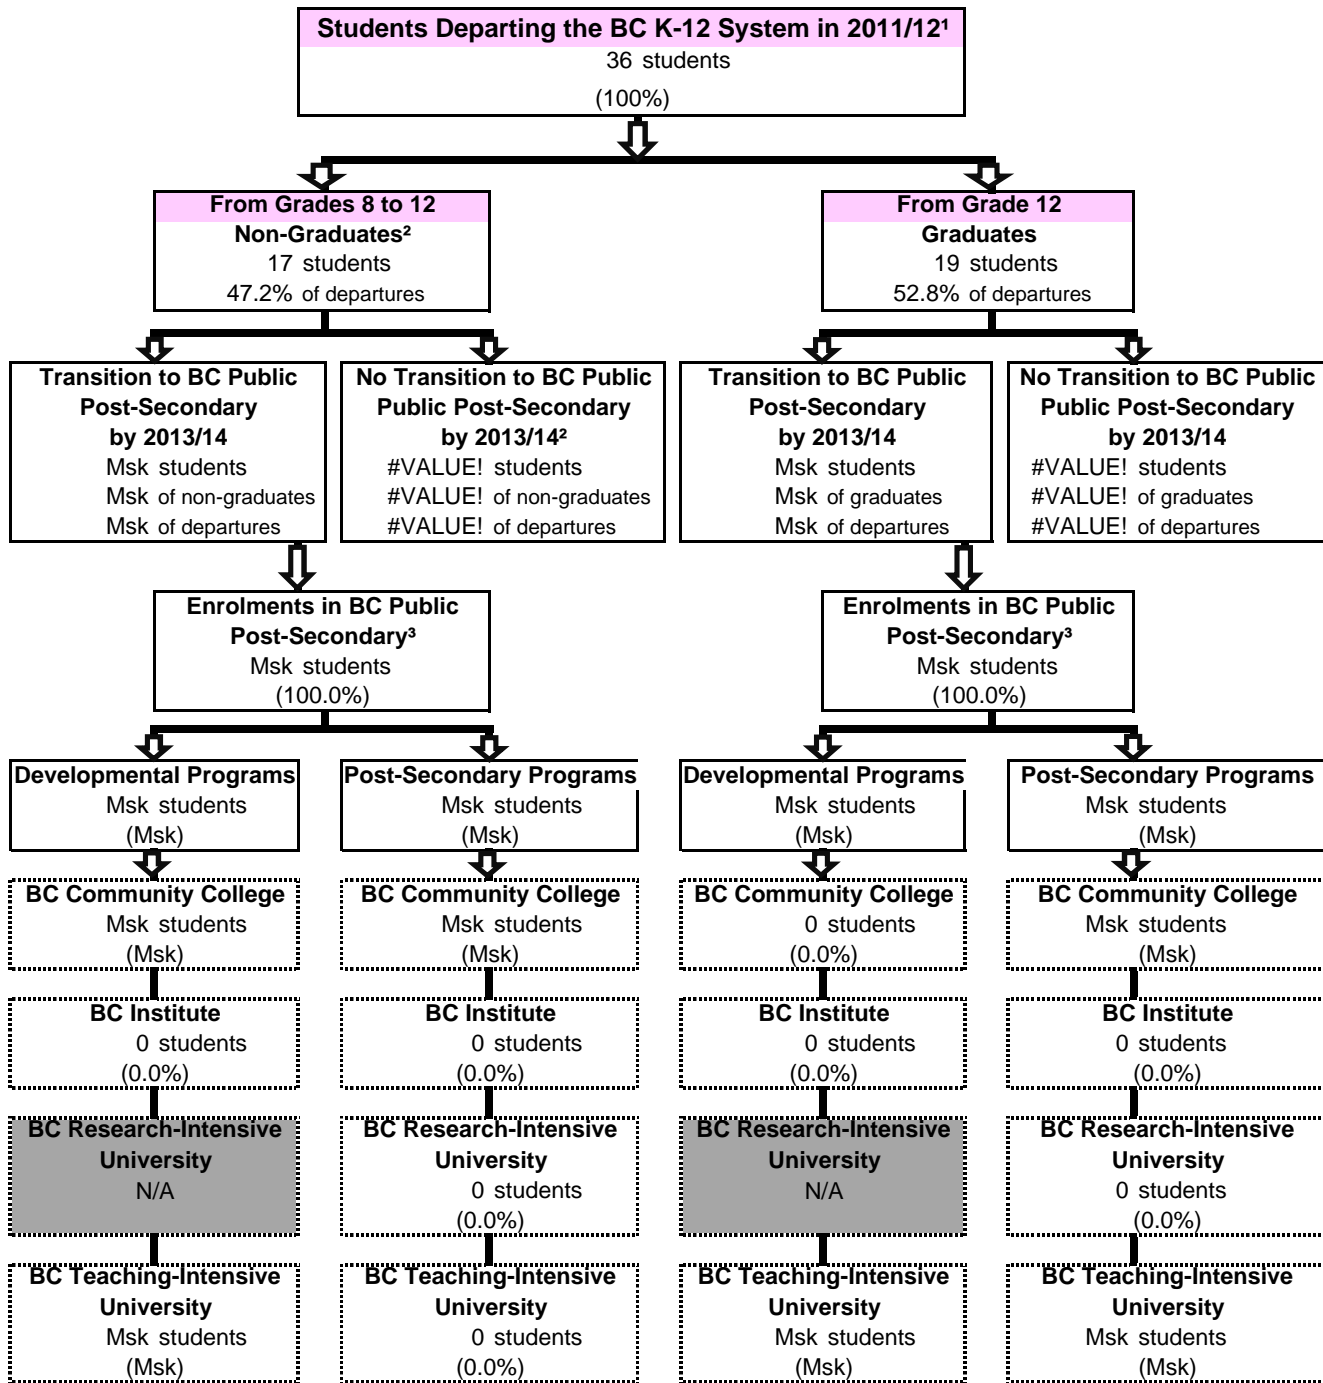 Students Departing the BC K-12 System in 2011/12¹
36 students
(100%)
From Grades 8 to 12
Non-Graduates²
17 students
47.2% of departures
From Grade 12
Graduates
19 students
52.8% of departures
Transition to BC Public
Post-Secondary
by 2013/14
Msk students
Msk of non-graduates
Msk of departures
No Transition to BC Public
Public Post-Secondary
by 2013/14²
#VALUE! students
#VALUE! of non-graduates
#VALUE! of departures
Transition to BC Public
Post-Secondary
by 2013/14
Msk students
Msk of graduates
Msk of departures
No Transition to BC Public
Public Post-Secondary
by 2013/14
#VALUE! students
#VALUE! of graduates
#VALUE! of departures
Enrolments in BC Public
Post-Secondary³
Msk students
(100.0%)
Enrolments in BC Public
Post-Secondary³
Msk students
(100.0%)
Developmental Programs
Msk students
(Msk)
Post-Secondary Programs
Msk students
(Msk)
Developmental Programs
Msk students
(Msk)
Post-Secondary Programs
Msk students
(Msk)
BC Community College
Msk students
(Msk)
BC Community College
Msk students
(Msk)
BC Community College
0 students
(0.0%)
BC Community College
Msk students
(Msk)
BC Institute
0 students
(0.0%)
BC Institute
0 students
(0.0%)
BC Institute
0 students
(0.0%)
BC Institute
0 students
(0.0%)
BC Research-Intensive
University
N/A
BC Research-Intensive
University
0 students
(0.0%)
BC Research-Intensive
University
N/A
BC Research-Intensive
University
0 students
(0.0%)
BC Teaching-Intensive
University
Msk students
(Msk)
BC Teaching-Intensive
University
0 students
(0.0%)
BC Teaching-Intensive
University
Msk students
(Msk)
BC Teaching-Intensive
University
Msk students
(Msk)